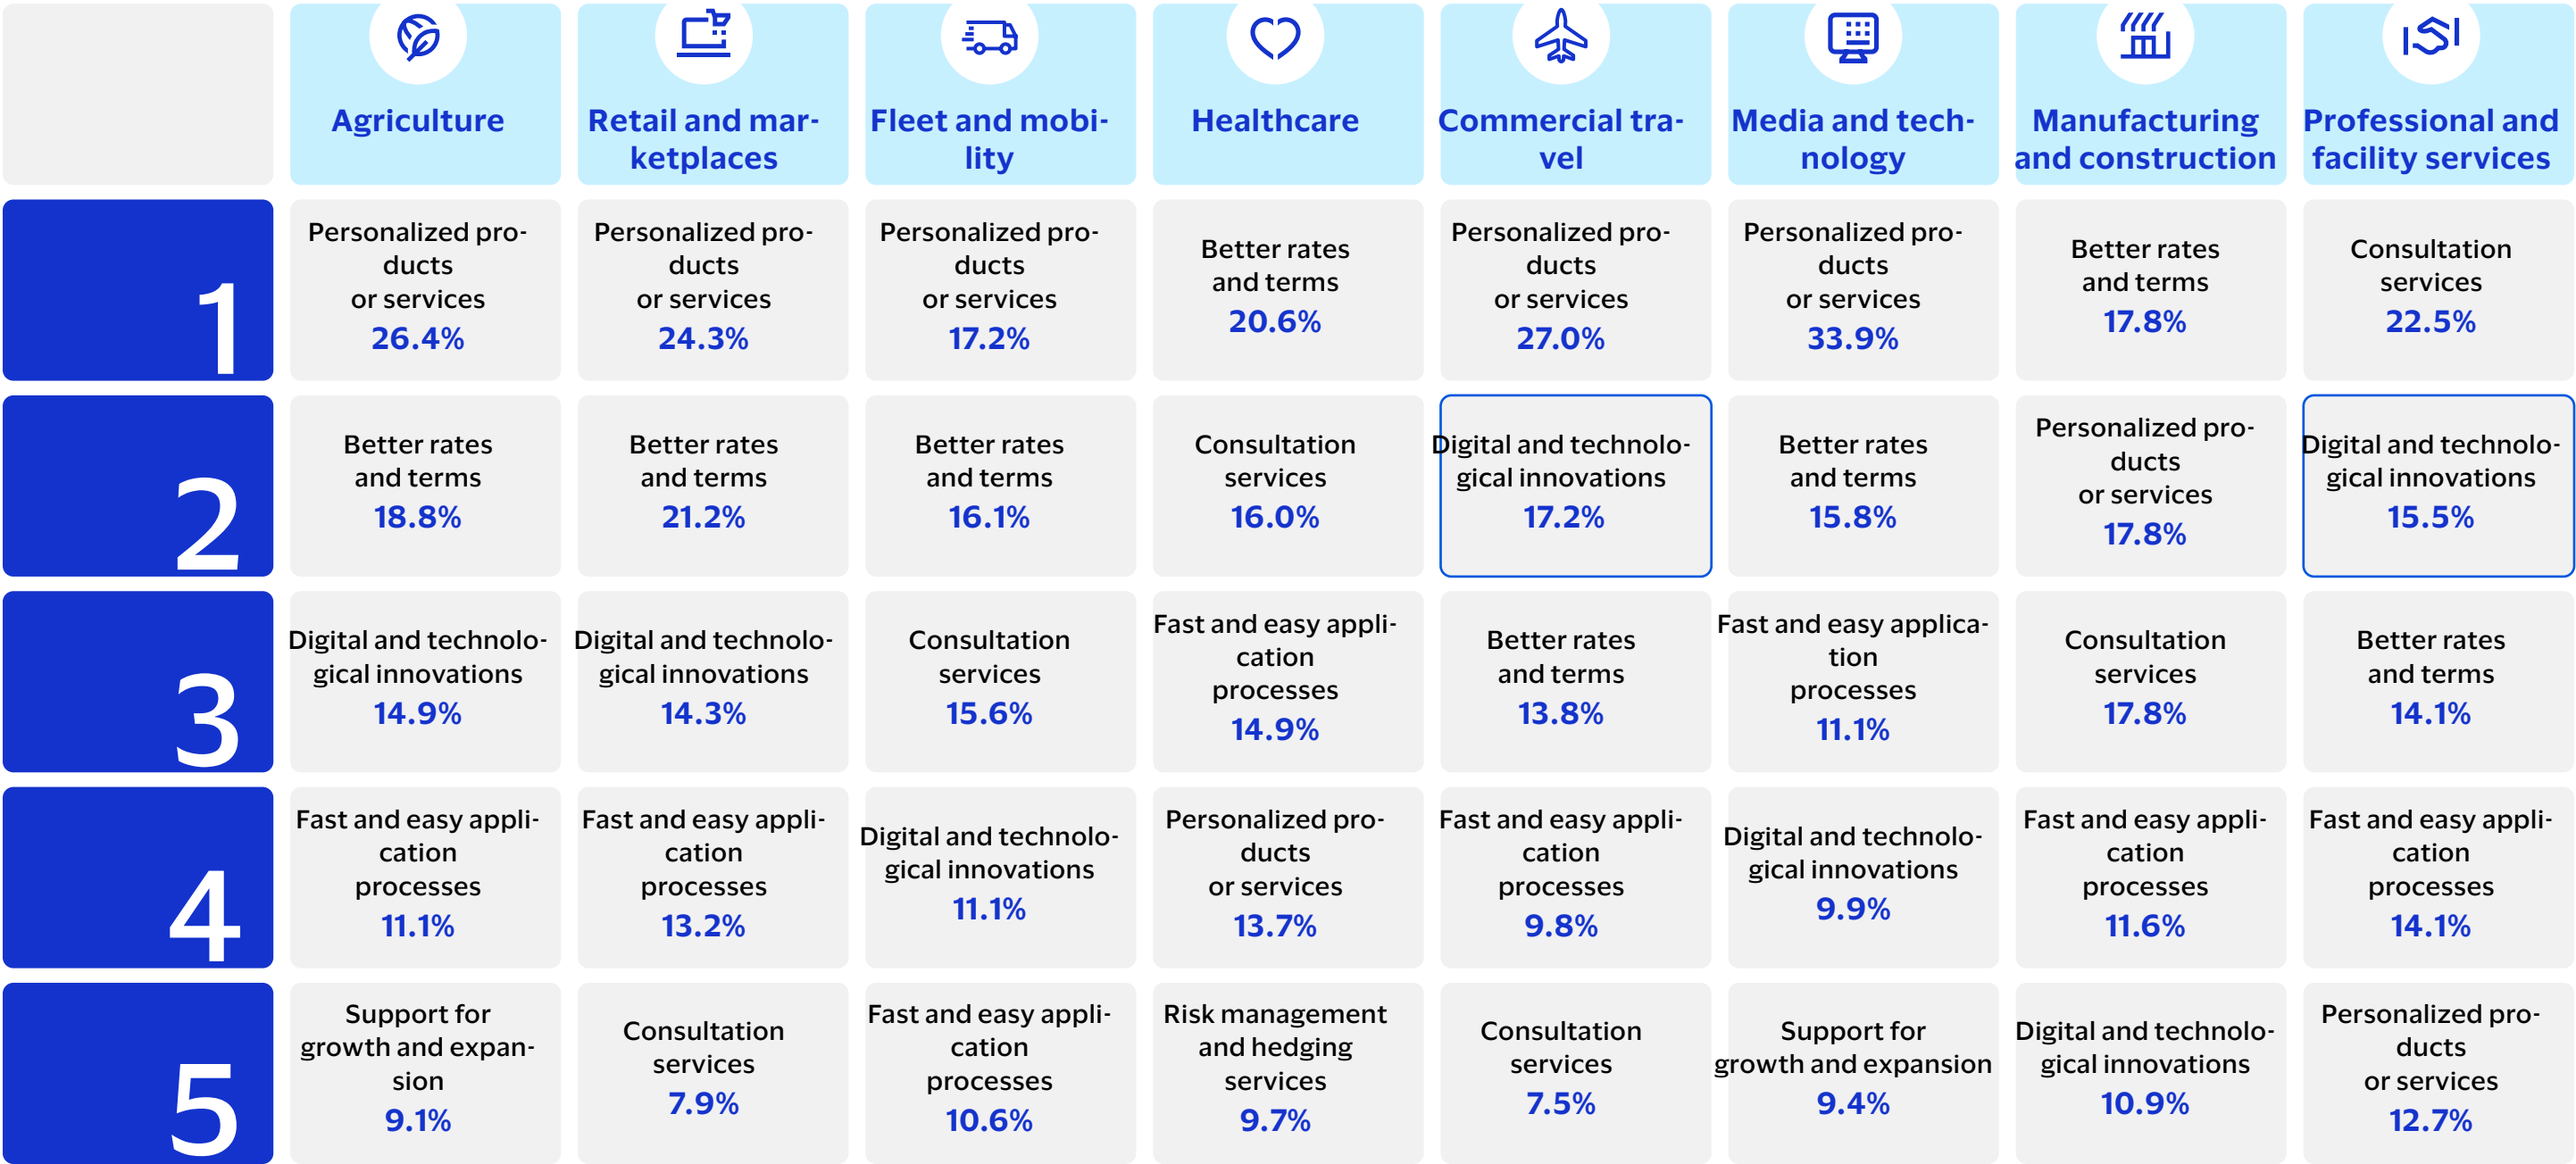 Agriculture
Retail and mar-
ketplaces
Fleet and mobi-
lity
Healthcare
Commercial tra-
vel
Media and tech-
nology
Manufacturing
and construction
Professional and
facility services
1
Personalized pro-
ducts
or services
26.4%
Personalized pro-
ducts
or services
24.3%
Personalized pro-
ducts
or services
17.2%
Better rates
and terms
20.6%
Personalized pro-
ducts
or services
27.0%
Personalized pro-
ducts
or services
33.9%
Better rates
and terms
17.8%
Consultation
services
22.5%
2
Better rates
and terms
18.8%
Better rates
and terms
21.2%
Better rates
and terms
16.1%
Consultation
services
16.0%
Digital and technolo-
gical innovations
17.2%
Better rates
and terms
15.8%
Personalized pro-
ducts
or services
17.8%
Digital and technolo-
gical innovations
15.5%
3
Digital and technolo-
gical innovations
14.9%
Digital and technolo-
gical innovations
14.3%
Consultation
services
15.6%
Fast and easy appli-
cation
processes
14.9%
Better rates
and terms
13.8%
Fast and easy applica-
tion
processes
11.1%
Consultation
services
17.8%
Better rates
and terms
14.1%
4
Fast and easy appli-
cation
processes
11.1%
Fast and easy appli-
cation
processes
13.2%
Digital and technolo-
gical innovations
11.1%
Personalized pro-
ducts
or services
13.7%
Fast and easy appli-
cation
processes
9.8%
Digital and technolo-
gical innovations
9.9%
Fast and easy appli-
cation
processes
11.6%
Fast and easy appli-
cation
processes
14.1%
5
Support for
growth and expan-
sion
9.1%
Consultation
services
7.9%
Fast and easy appli-
cation
processes
10.6%
Risk management
and hedging
services
9.7%
Consultation
services
7.5%
Support for
growth and expansion
9.4%
Digital and technolo-
gical innovations
10.9%
Personalized pro-
ducts
or services
12.7%